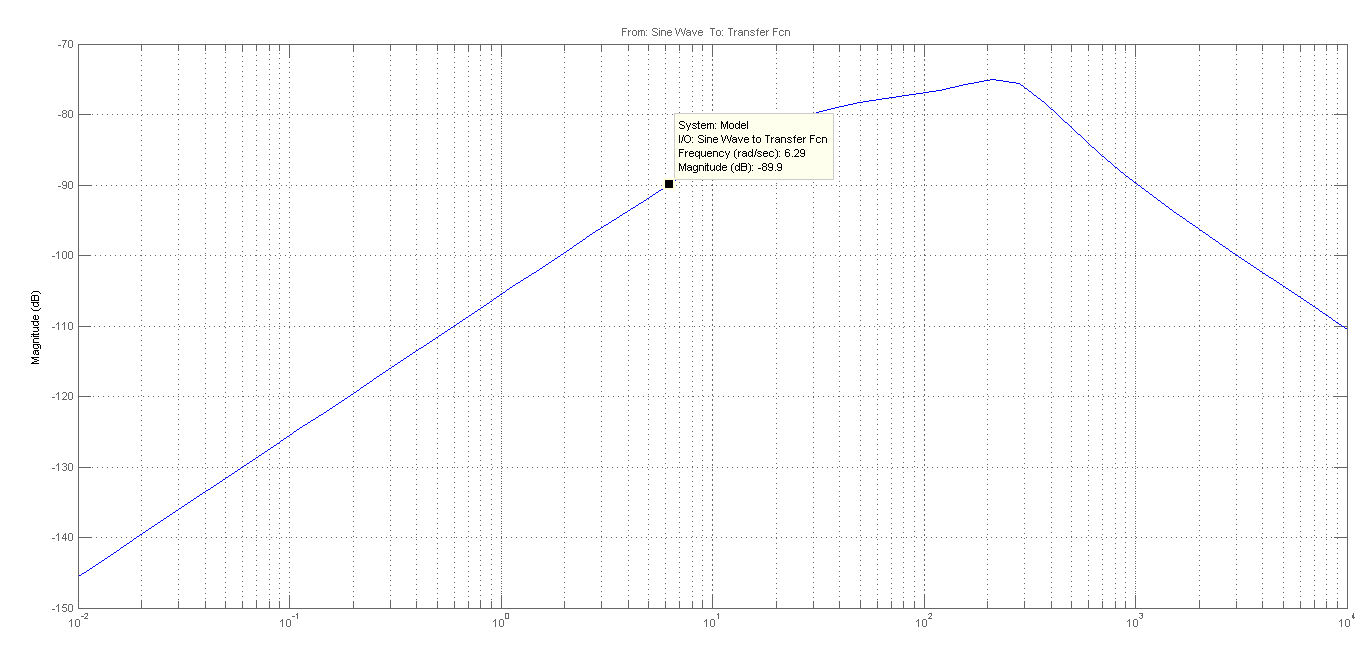 From: Sine Wave  To: Transfer Fcn
-70
-80
-90
-100
-110
-120
-130
-140
-150
Magnitude (dB)
System: Model
I/O: Sine Wave to Transfer Fcn
Frequency (rad/sec): 6.29
Magnitude (dB): -89.9
10^-2 10^-1 10^0 10^1 10^2 10^3 10^4